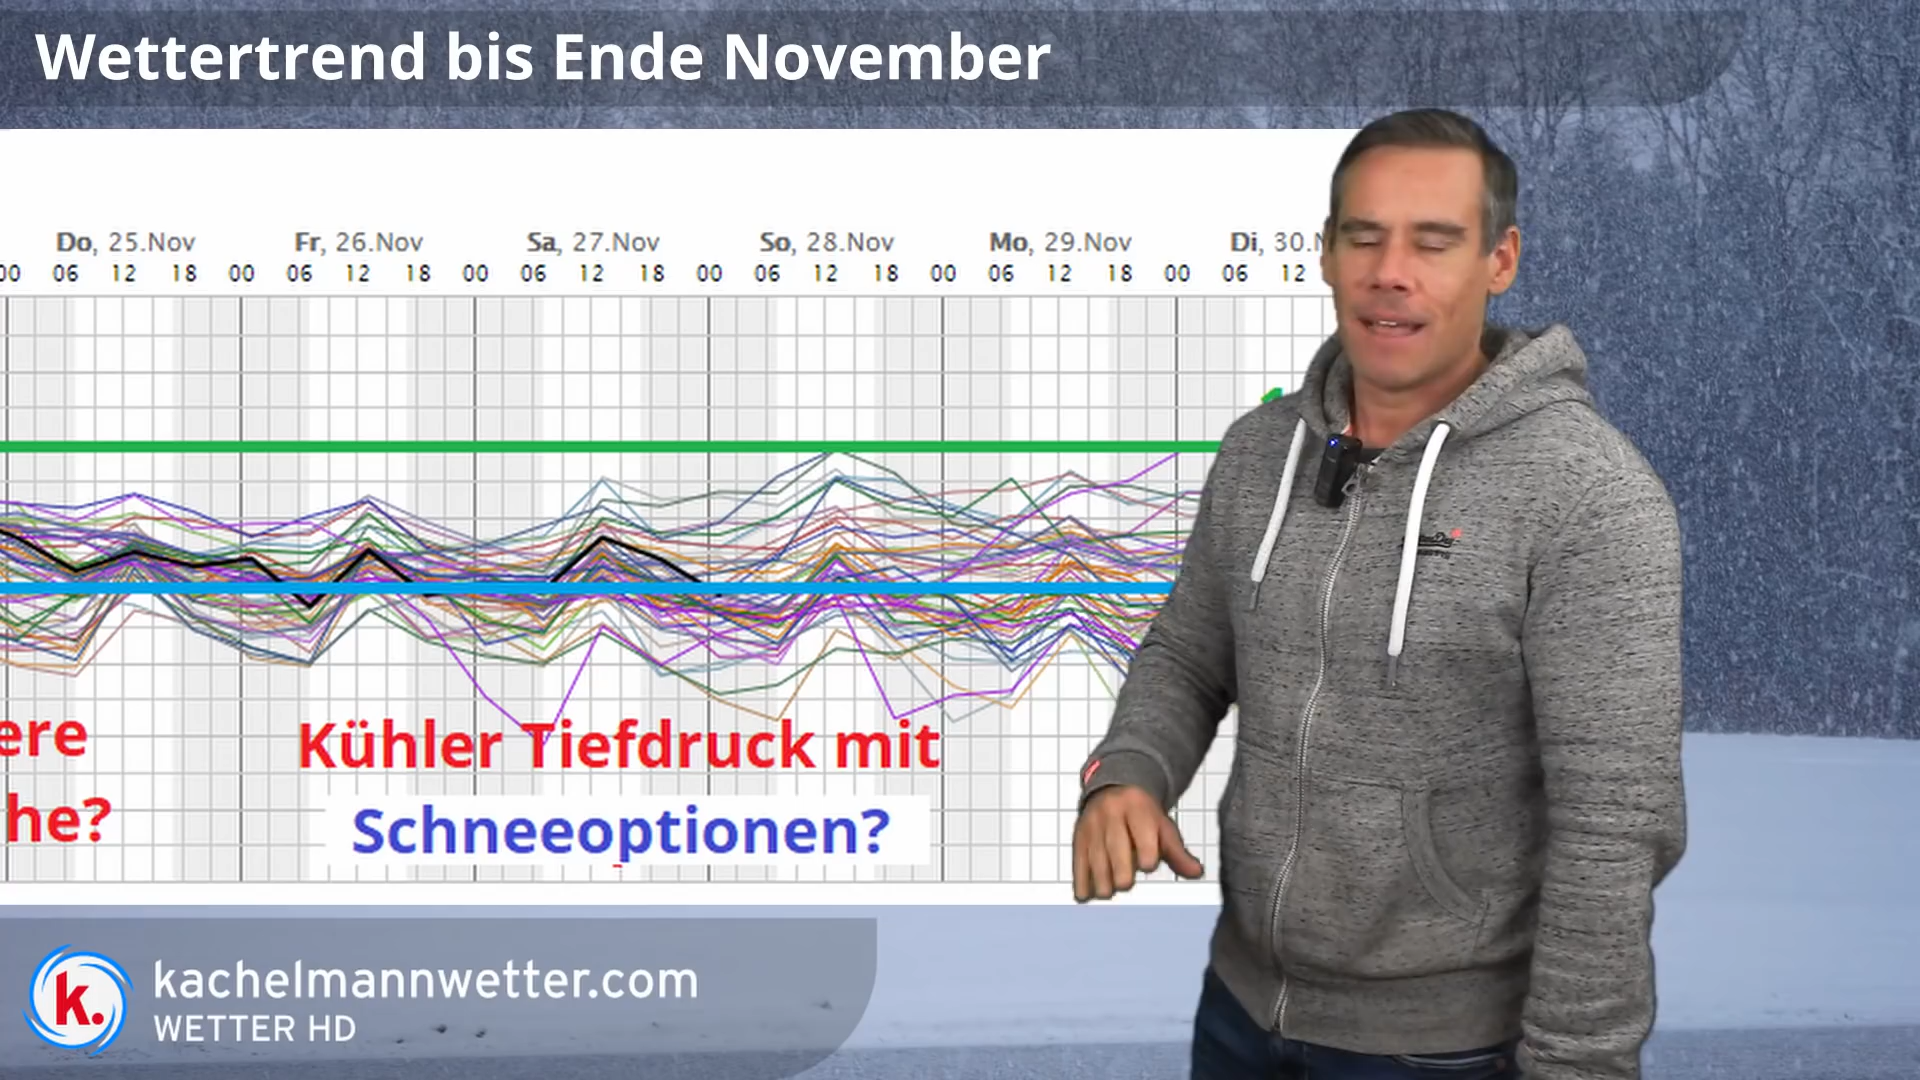 Wettertrend bis Ende November
Do, 25.Nov Fr, 26.Nov Sa, 27.Nov So, 28.Nov Mo, 29.Nov Di, 30.N
00 06 12 18 00 06 12 18 00 06 12 18 00 06 12 18 00 06 12 18 00 06 12
ere
he?
Kühler Tiefdruck mit
Schneeoptionen?
k.
kachelmannwetter.com
WETTER HD